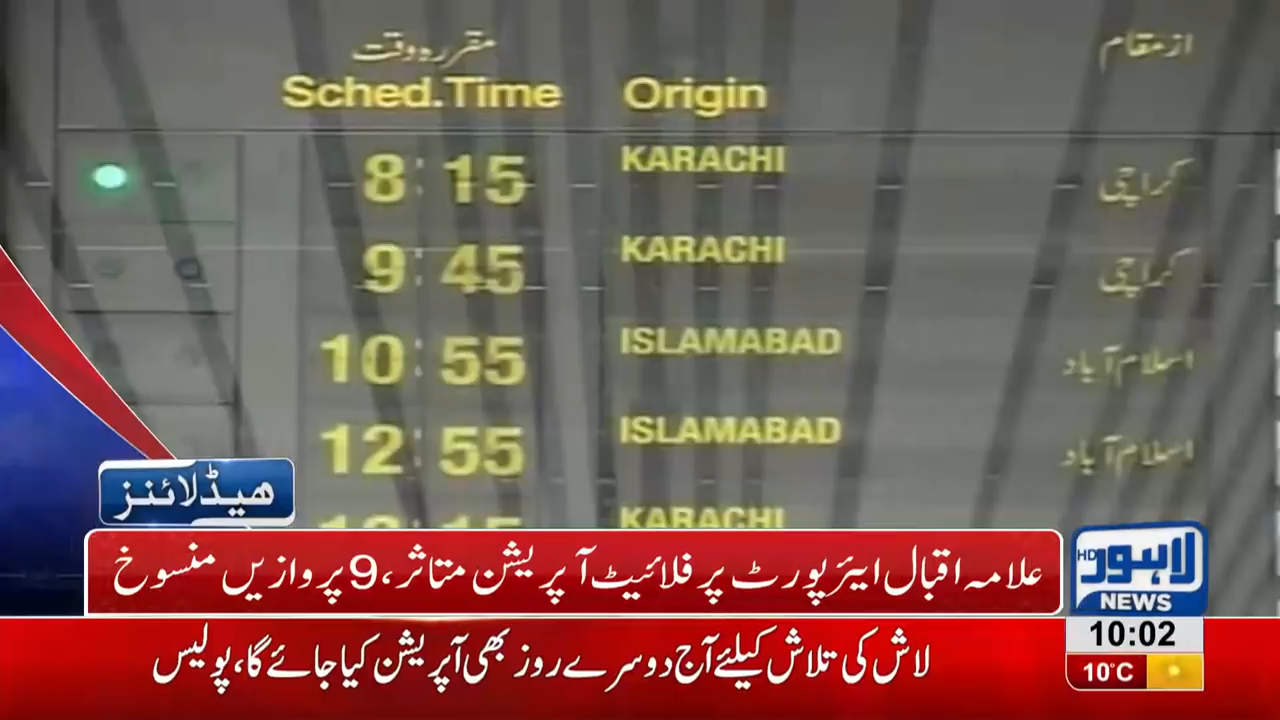 مقررہ وقت
از مقام
Sched.Time Origin
8:15 KARACHI کراچی
9:45 KARACHI کراچی
10:55 ISLAMABAD اسلام آباد
12:55 ISLAMABAD اسلام آباد
KARACHI
ہیڈلائنز
علامہ اقبال ایئرپورٹ پر فلائیٹ آپریشن متاثر، 9 پروازیں منسوخ
لاہور HD
NEWS
10:02
10°C
لاش کی تلاش کیلئے آج دوسرے روز بھی آپریشن کیا جائے گا، پولیس